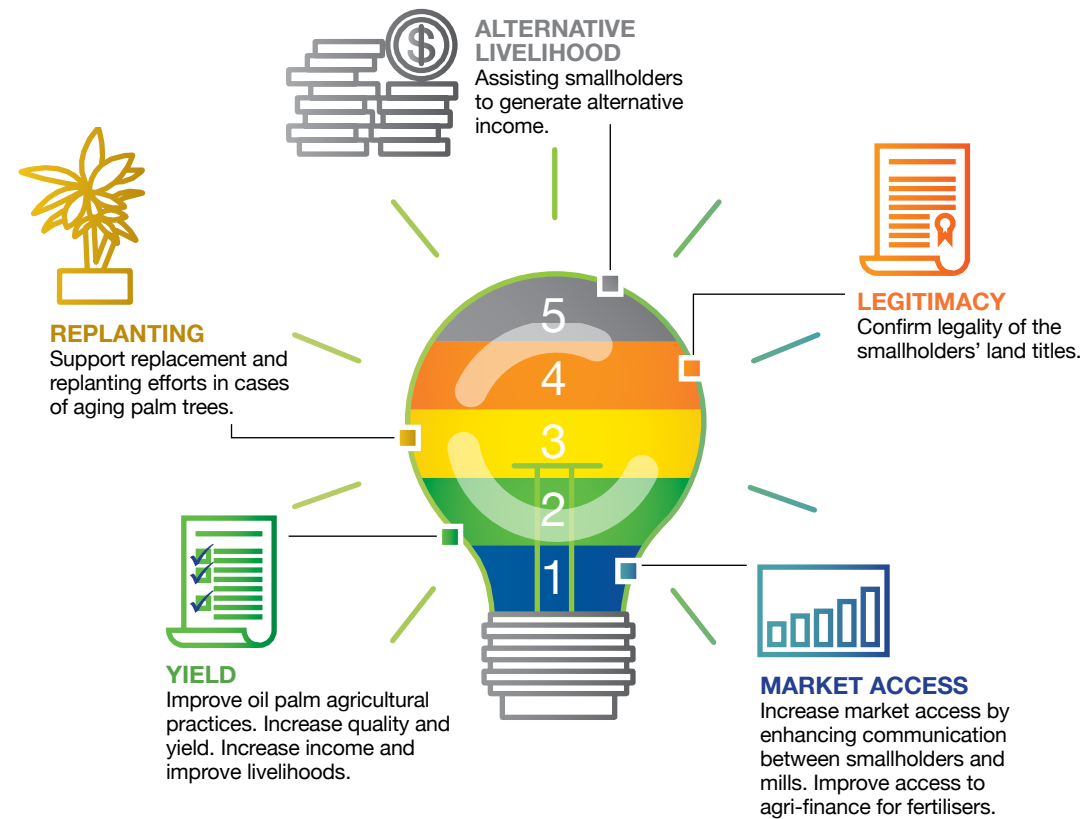 $
ALTERNATIVE
LIVELIHOOD
Assisting smallholders
to generate alternative
income.
LEGITIMACY
Confirm legality of the
smallholders’ land titles.
REPLANTING
Support replacement and
replanting efforts in cases
of aging palm trees.
5
4
3
2
1
YIELD
Improve oil palm agricultural
practices. Increase quality and
yield. Increase income and
improve livelihoods.
MARKET ACCESS
Increase market access by
enhancing communication
between smallholders and
mills. Improve access to
agri-finance for fertilisers.